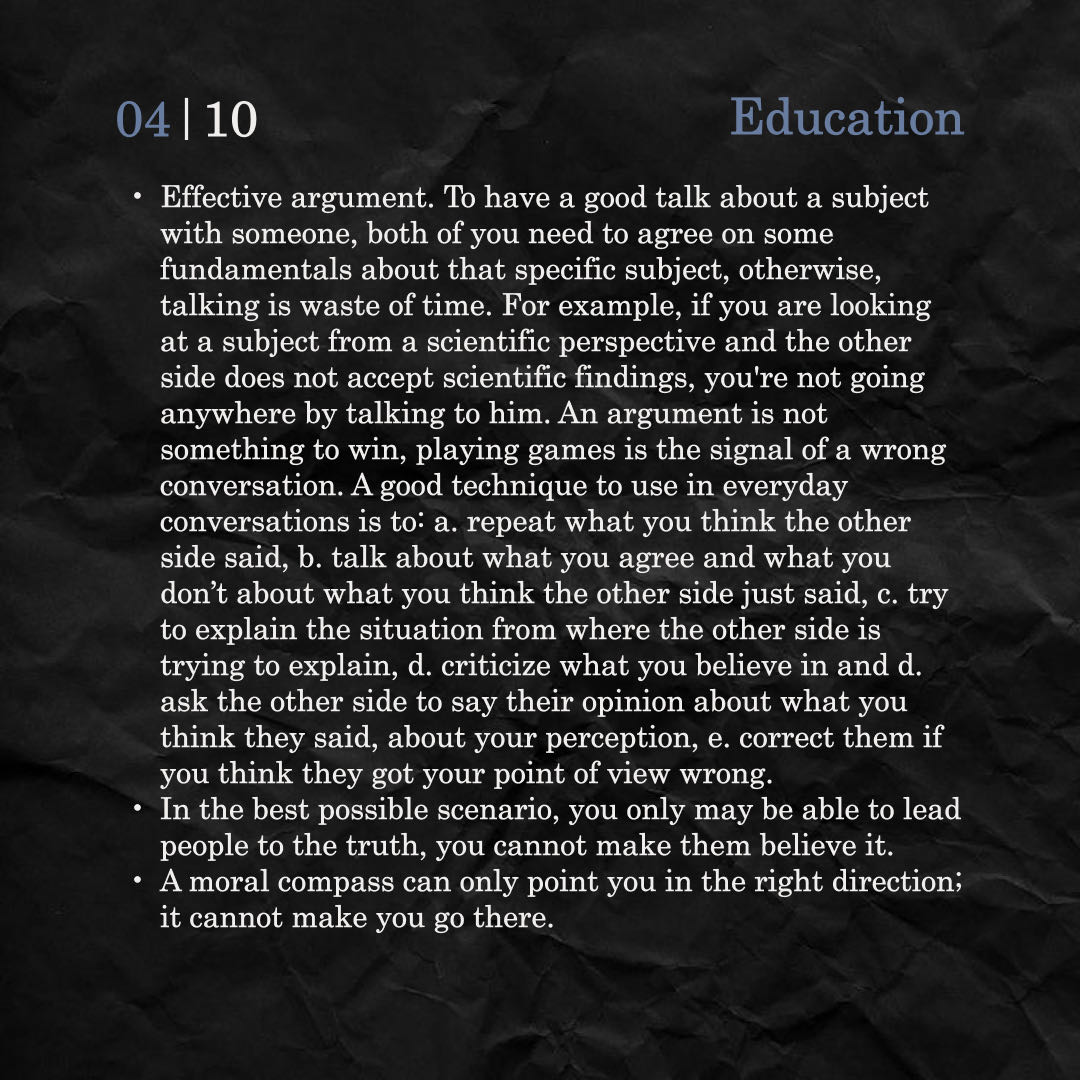 04 | 10
Education
• Effective argument. To have a good talk about a subject
with someone, both of you need to agree on some
fundamentals about that specific subject, otherwise,
talking is waste of time. For example, if you are looking
at a subject from a scientific perspective and the other
side does not accept scientific findings, you're not going
anywhere by talking to him. An argument is not
something to win, playing games is the signal of a wrong
conversation. A good technique to use in everyday
conversations is to: a. repeat what you think the other
side said, b. talk about what you agree and what you
don’t about what you think the other side just said, c. try
to explain the situation from where the other side is
trying to explain, d. criticize what you believe in and d.
ask the other side to say their opinion about what you
think they said, about your perception, e. correct them if
you think they got your point of view wrong.
• In the best possible scenario, you only may be able to lead
people to the truth, you cannot make them believe it.
• A moral compass can only point you in the right direction;
it cannot make you go there.